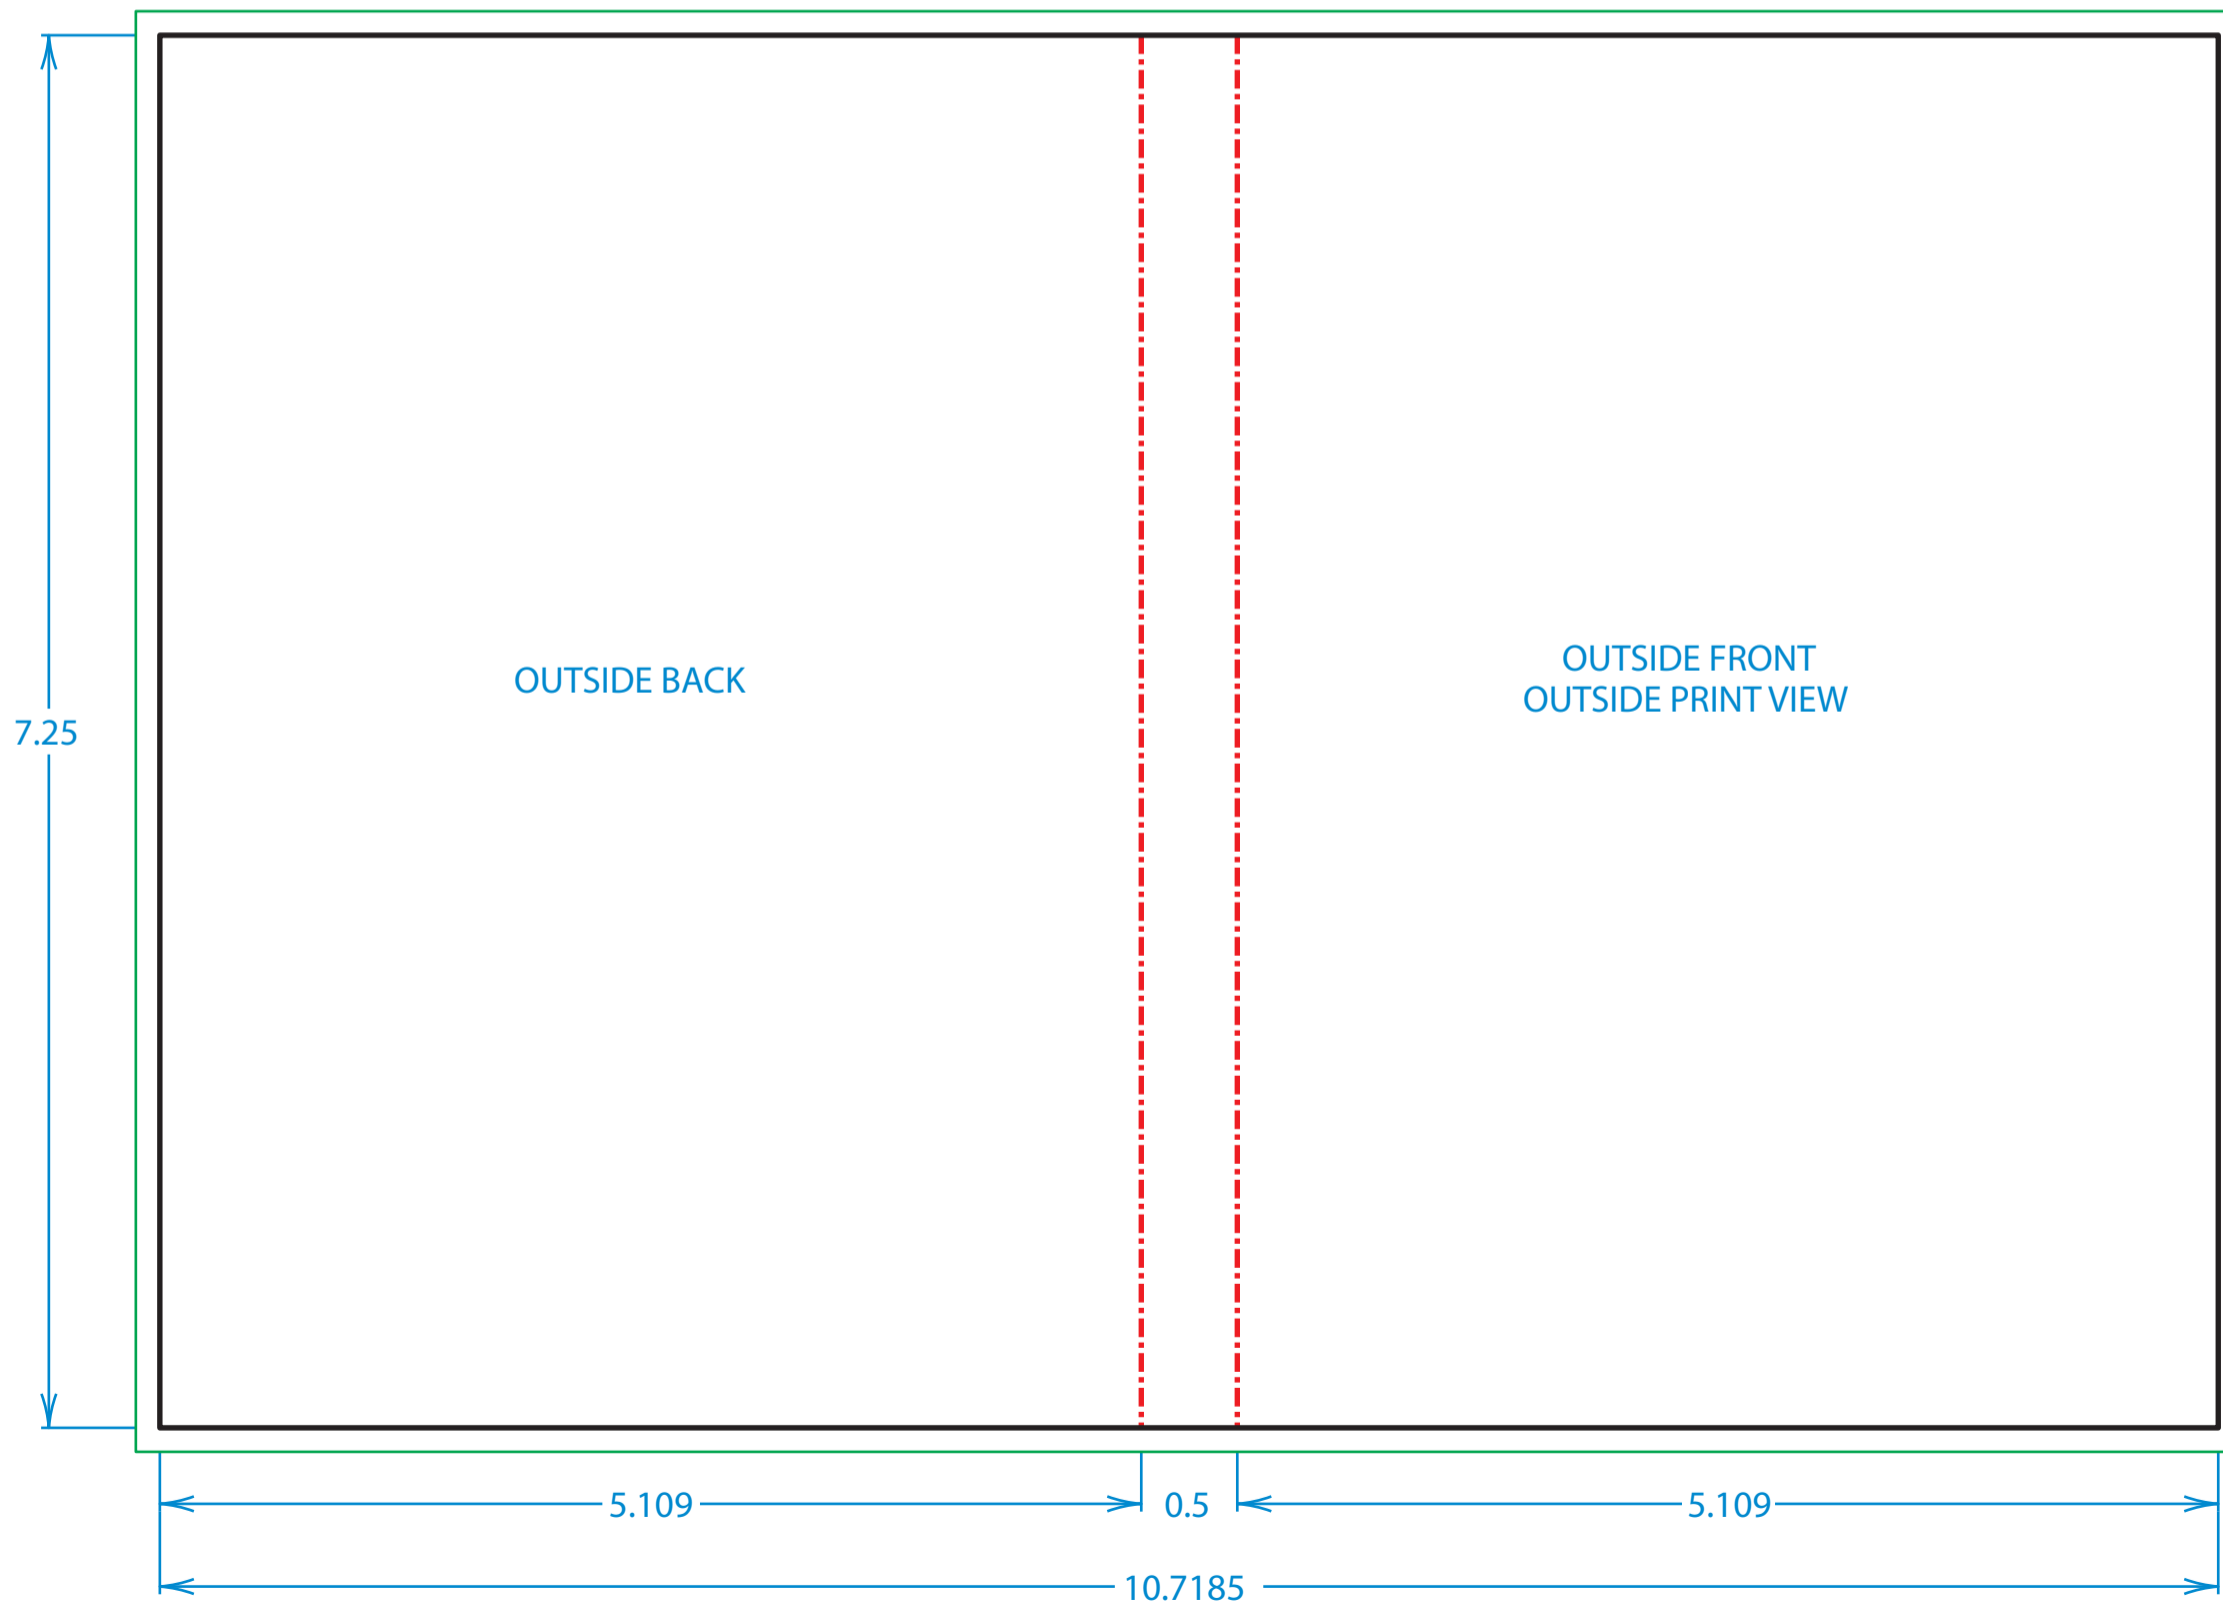 OUTSIDE BACK
OUTSIDE FRONT
OUTSIDE PRINT VIEW
7.25
5.109
0.5
5.109
10.7185